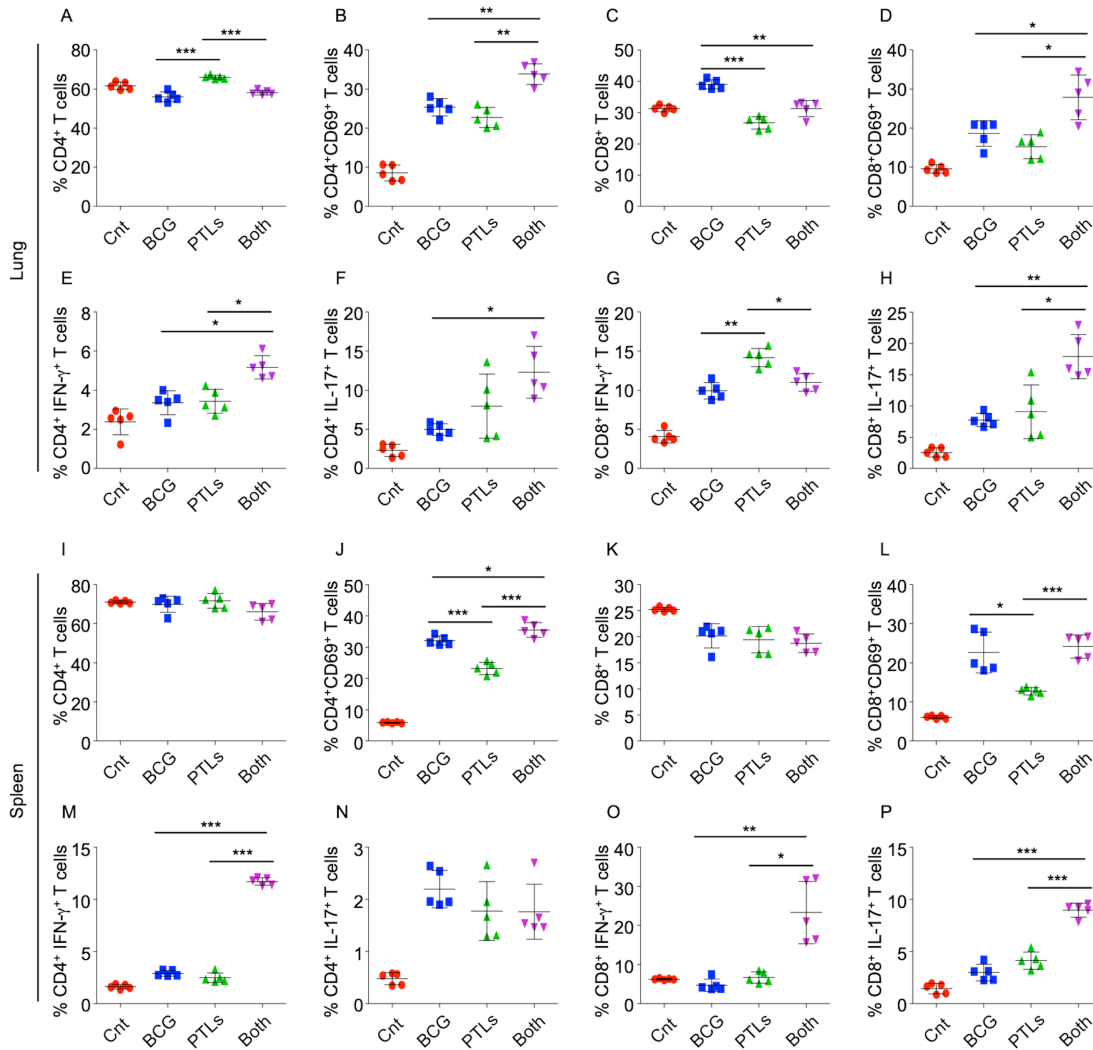 Lung
A
% CD4⁺ T cells
80
60
40
20
0
***
***
Cnt
BCG
PTLs
Both
B
% CD4⁺CD69⁺ T cells
40
30
20
10
0
**
**
Cnt
BCG
PTLs
Both
C
% CD8⁺ T cells
50
40
30
20
10
0
**
***
Cnt
BCG
PTLs
Both
D
% CD8⁺CD69⁺ T cells
40
30
20
10
0
*
*
Cnt
BCG
PTLs
Both
E
% CD4⁺ IFN-γ⁺ T cells
8
6
4
2
0
*
*
Cnt
BCG
PTLs
Both
F
% CD4⁺ IL-17⁺ T cells
20
15
10
5
0
*
Cnt
BCG
PTLs
Both
G
% CD8⁺ IFN-γ⁺ T cells
20
15
10
5
0
**
*
Cnt
BCG
PTLs
Both
H
% CD8⁺ IL-17⁺ T cells
25
20
15
10
5
0
**
*
Cnt
BCG
PTLs
Both
Spleen
I
% CD4⁺ T cells
80
60
40
20
0
Cnt
BCG
PTLs
Both
J
% CD4⁺CD69⁺ T cells
50
40
30
20
10
0
*
***
***
Cnt
BCG
PTLs
Both
K
% CD8⁺ T cells
30
25
20
15
10
5
0
Cnt
BCG
PTLs
Both
L
% CD8⁺CD69⁺ T cells
40
30
20
10
0
***
*
Cnt
BCG
PTLs
Both
M
% CD4⁺ IFN-γ⁺ T cells
15
10
5
0
***
***
Cnt
BCG
PTLs
Both
N
% CD4⁺ IL-17⁺ T cells
3
2
1
0
Cnt
BCG
PTLs
Both
O
% CD8⁺ IFN-γ⁺ T cells
40
30
20
10
0
**
*
Cnt
BCG
PTLs
Both
P
% CD8⁺ IL-17⁺ T cells
15
10
5
0
***
***
Cnt
BCG
PTLs
Both